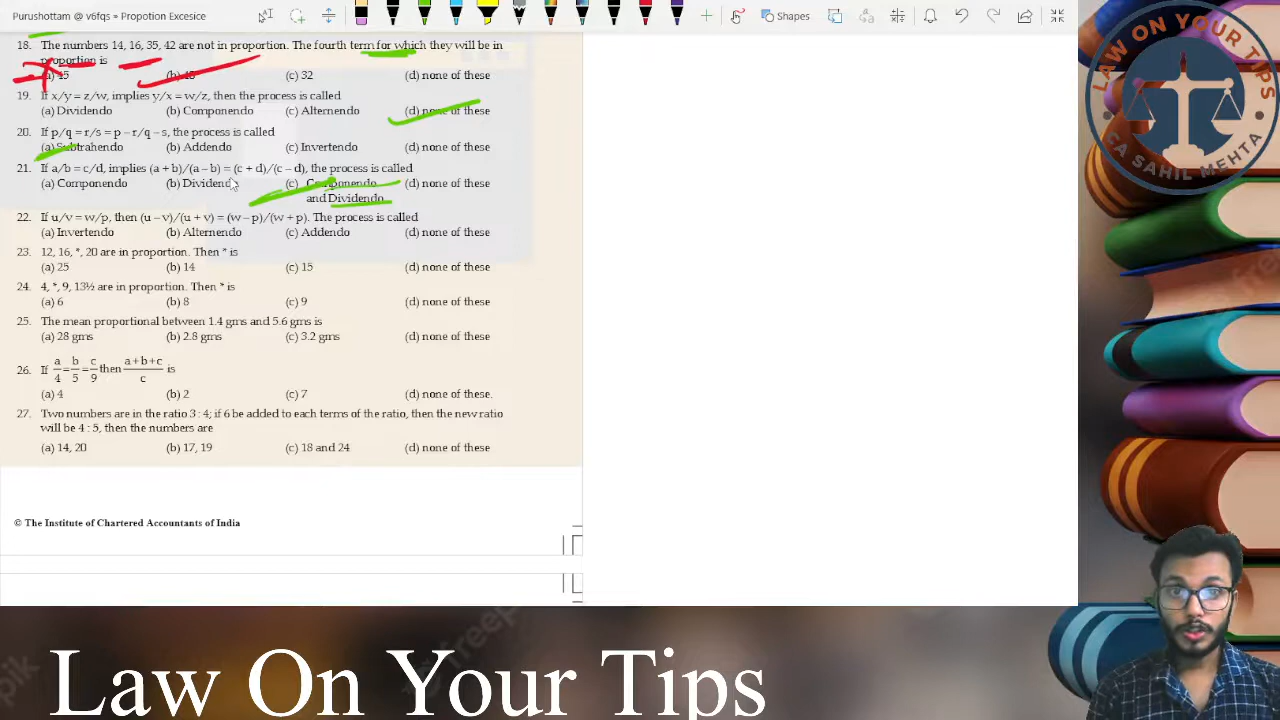 Purushottam @ v6fqs = Propotion Excesice
Shapes
18. The numbers 14, 16, 35, 42 are not in proportion. The fourth term for which they will be in
proportion is
(a) 45 (b) 40 (c) 32 (d) none of these
19. If x/y = z/w, implies y/x = w/z, then the process is called
(a) Dividendo (b) Componendo (c) Alternendo (d) none of these
20. If p/q = r/s = p – r/q – s, the process is called
(a) Subtrahendo (b) Addendo (c) Invertendo (d) none of these
21. If a/b = c/d, implies (a + b)/(a – b) = (c + d)/(c – d), the process is called
(a) Componendo (b) Dividendo (c) Componendo (d) none of these
and Dividendo
22. If u/v = w/p, then (u – v)/(u + v) = (w – p)/(w + p). The process is called
(a) Invertendo (b) Alternendo (c) Addendo (d) none of these
23. 12, 16, *, 20 are in proportion. Then * is
(a) 25 (b) 14 (c) 15 (d) none of these
24. 4, *, 9, 13½ are in proportion. Then * is
(a) 6 (b) 8 (c) 9 (d) none of these
25. The mean proportional between 1.4 gms and 5.6 gms is
(a) 28 gms (b) 2.8 gms (c) 3.2 gms (d) none of these
26. If a/4 = b/5 = c/9 then (a+b+c)/c is
(a) 4 (b) 2 (c) 7 (d) none of these.
27. Two numbers are in the ratio 3 : 4; if 6 be added to each terms of the ratio, then the new ratio
will be 4 : 5, then the numbers are
(a) 14, 20 (b) 17, 19 (c) 18 and 24 (d) none of these
© The Institute of Chartered Accountants of India
LAW ON YOUR TIPS
CA SAHIL MEHTA
Law On Your Tips